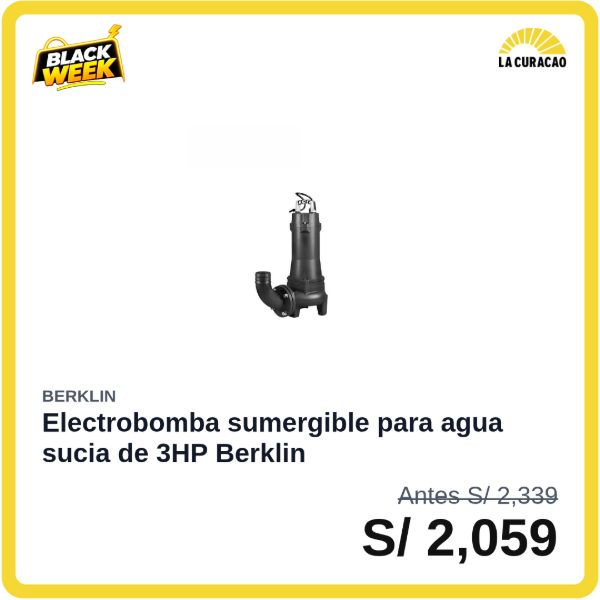 BLACK
WEEK
LA CURACAO
BERKLIN
Electrobomba sumergible para agua
sucia de 3HP Berklin
Antes S/ 2,339
S/ 2,059